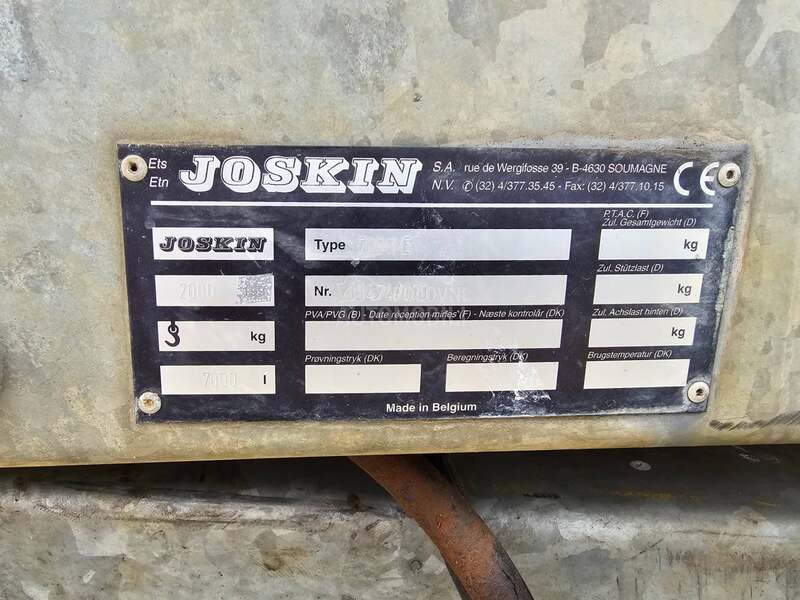 Ets
Etn
JOSKIN
S.A. rue de Wergifosse 39 - B-4630 SOUMAGNE
N.V. ✆ (32) 4/377.35.45 - Fax: (32) 4/377.10.15
CE
P.T.A.C. (F)
Zul. Gesamtgewicht (D)
JOSKIN
Type
kg
Zul. Stützlast (D)
7000
Nr.
kg
PVA/PVG (B) - Date réception mines (F) - Næste kontrolår (DK)
Zul. Achslast hinten (D)
kg
kg
Prøvningstryk (DK)
Beregningstryk (DK)
Brugstemperatur (DK)
7000 l
Made in Belgium